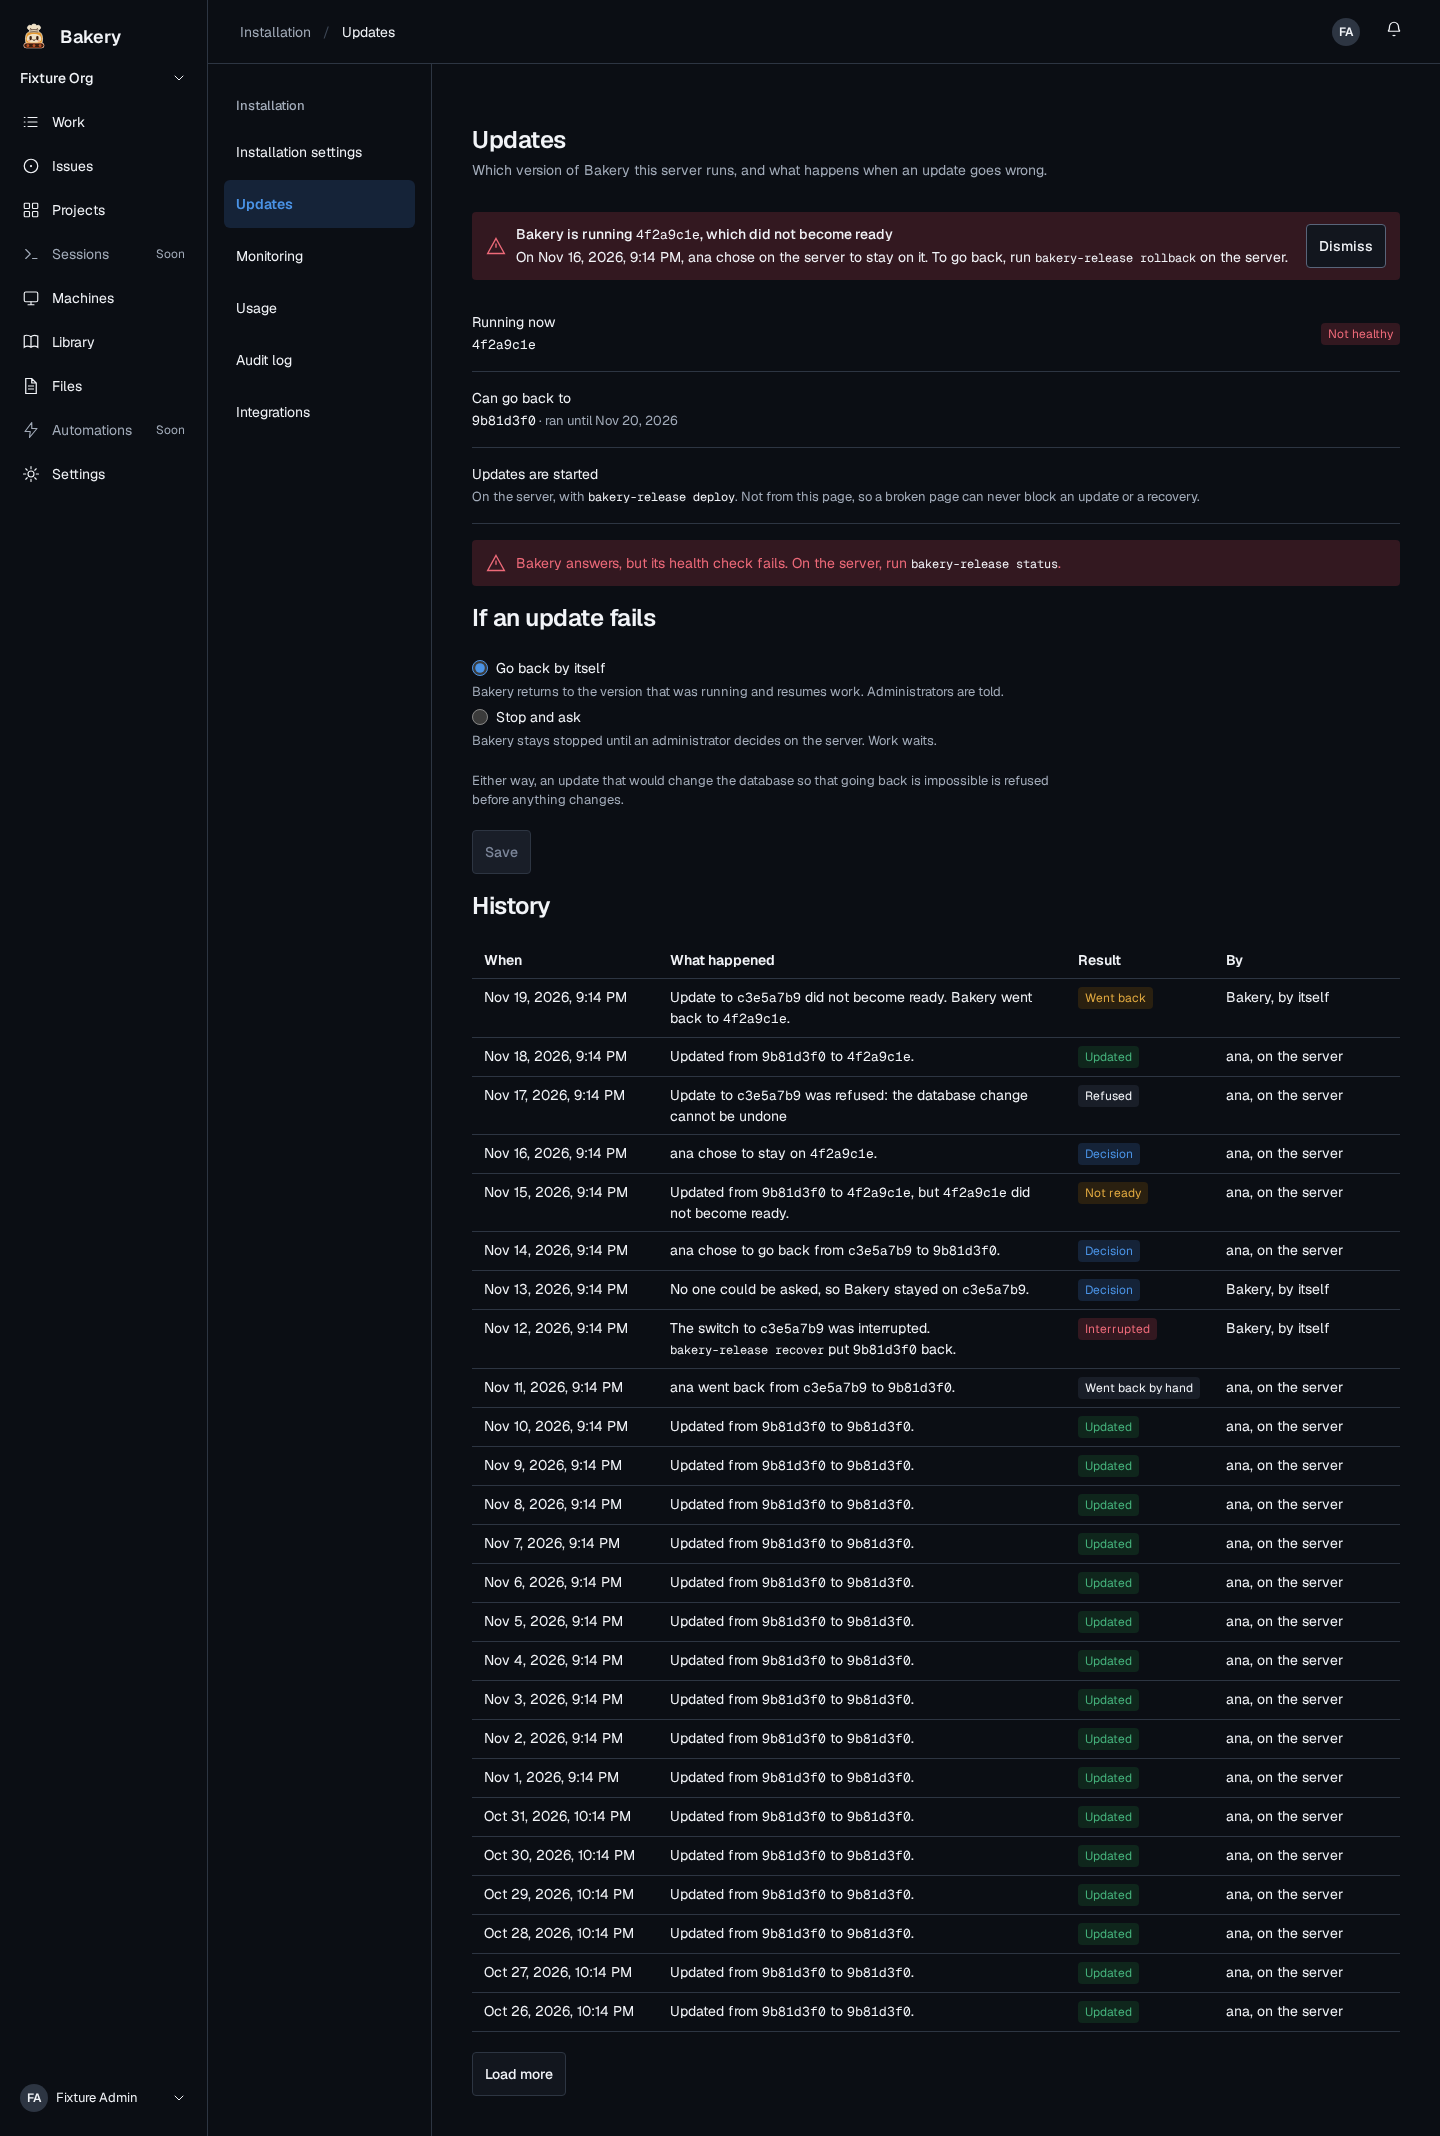 Bakery
Fixture Org
Work
Issues
Projects
Sessions Soon
Machines
Library
Files
Automations Soon
Settings
FA Fixture Admin
Installation / Updates
FA
Installation
Installation settings
Updates
Monitoring
Usage
Audit log
Integrations
Updates
Which version of Bakery this server runs, and what happens when an update goes wrong.
Bakery is running 4f2a9c1e, which did not become ready
On Nov 16, 2026, 9:14 PM, ana chose on the server to stay on it. To go back, run bakery-release rollback on the server.
Dismiss
Running now
4f2a9c1e
Not healthy
Can go back to
9b81d3f0 · ran until Nov 20, 2026
Updates are started
On the server, with bakery-release deploy. Not from this page, so a broken page can never block an update or a recovery.
Bakery answers, but its health check fails. On the server, run bakery-release status.
If an update fails
Go back by itself
Bakery returns to the version that was running and resumes work. Administrators are told.
Stop and ask
Bakery stays stopped until an administrator decides on the server. Work waits.
Either way, an update that would change the database so that going back is impossible is refused
before anything changes.
Save
History
When What happened Result By
Nov 19, 2026, 9:14 PM Update to c3e5a7b9 did not become ready. Bakery went Went back Bakery, by itself
back to 4f2a9c1e.
Nov 18, 2026, 9:14 PM Updated from 9b81d3f0 to 4f2a9c1e. Updated ana, on the server
Nov 17, 2026, 9:14 PM Update to c3e5a7b9 was refused: the database change Refused ana, on the server
cannot be undone
Nov 16, 2026, 9:14 PM ana chose to stay on 4f2a9c1e. Decision ana, on the server
Nov 15, 2026, 9:14 PM Updated from 9b81d3f0 to 4f2a9c1e, but 4f2a9c1e did Not ready ana, on the server
not become ready.
Nov 14, 2026, 9:14 PM ana chose to go back from c3e5a7b9 to 9b81d3f0. Decision ana, on the server
Nov 13, 2026, 9:14 PM No one could be asked, so Bakery stayed on c3e5a7b9. Decision Bakery, by itself
Nov 12, 2026, 9:14 PM The switch to c3e5a7b9 was interrupted. Interrupted Bakery, by itself
bakery-release recover put 9b81d3f0 back.
Nov 11, 2026, 9:14 PM ana went back from c3e5a7b9 to 9b81d3f0. Went back by hand ana, on the server
Nov 10, 2026, 9:14 PM Updated from 9b81d3f0 to 9b81d3f0. Updated ana, on the server
Nov 9, 2026, 9:14 PM Updated from 9b81d3f0 to 9b81d3f0. Updated ana, on the server
Nov 8, 2026, 9:14 PM Updated from 9b81d3f0 to 9b81d3f0. Updated ana, on the server
Nov 7, 2026, 9:14 PM Updated from 9b81d3f0 to 9b81d3f0. Updated ana, on the server
Nov 6, 2026, 9:14 PM Updated from 9b81d3f0 to 9b81d3f0. Updated ana, on the server
Nov 5, 2026, 9:14 PM Updated from 9b81d3f0 to 9b81d3f0. Updated ana, on the server
Nov 4, 2026, 9:14 PM Updated from 9b81d3f0 to 9b81d3f0. Updated ana, on the server
Nov 3, 2026, 9:14 PM Updated from 9b81d3f0 to 9b81d3f0. Updated ana, on the server
Nov 2, 2026, 9:14 PM Updated from 9b81d3f0 to 9b81d3f0. Updated ana, on the server
Nov 1, 2026, 9:14 PM Updated from 9b81d3f0 to 9b81d3f0. Updated ana, on the server
Oct 31, 2026, 10:14 PM Updated from 9b81d3f0 to 9b81d3f0. Updated ana, on the server
Oct 30, 2026, 10:14 PM Updated from 9b81d3f0 to 9b81d3f0. Updated ana, on the server
Oct 29, 2026, 10:14 PM Updated from 9b81d3f0 to 9b81d3f0. Updated ana, on the server
Oct 28, 2026, 10:14 PM Updated from 9b81d3f0 to 9b81d3f0. Updated ana, on the server
Oct 27, 2026, 10:14 PM Updated from 9b81d3f0 to 9b81d3f0. Updated ana, on the server
Oct 26, 2026, 10:14 PM Updated from 9b81d3f0 to 9b81d3f0. Updated ana, on the server
Load more